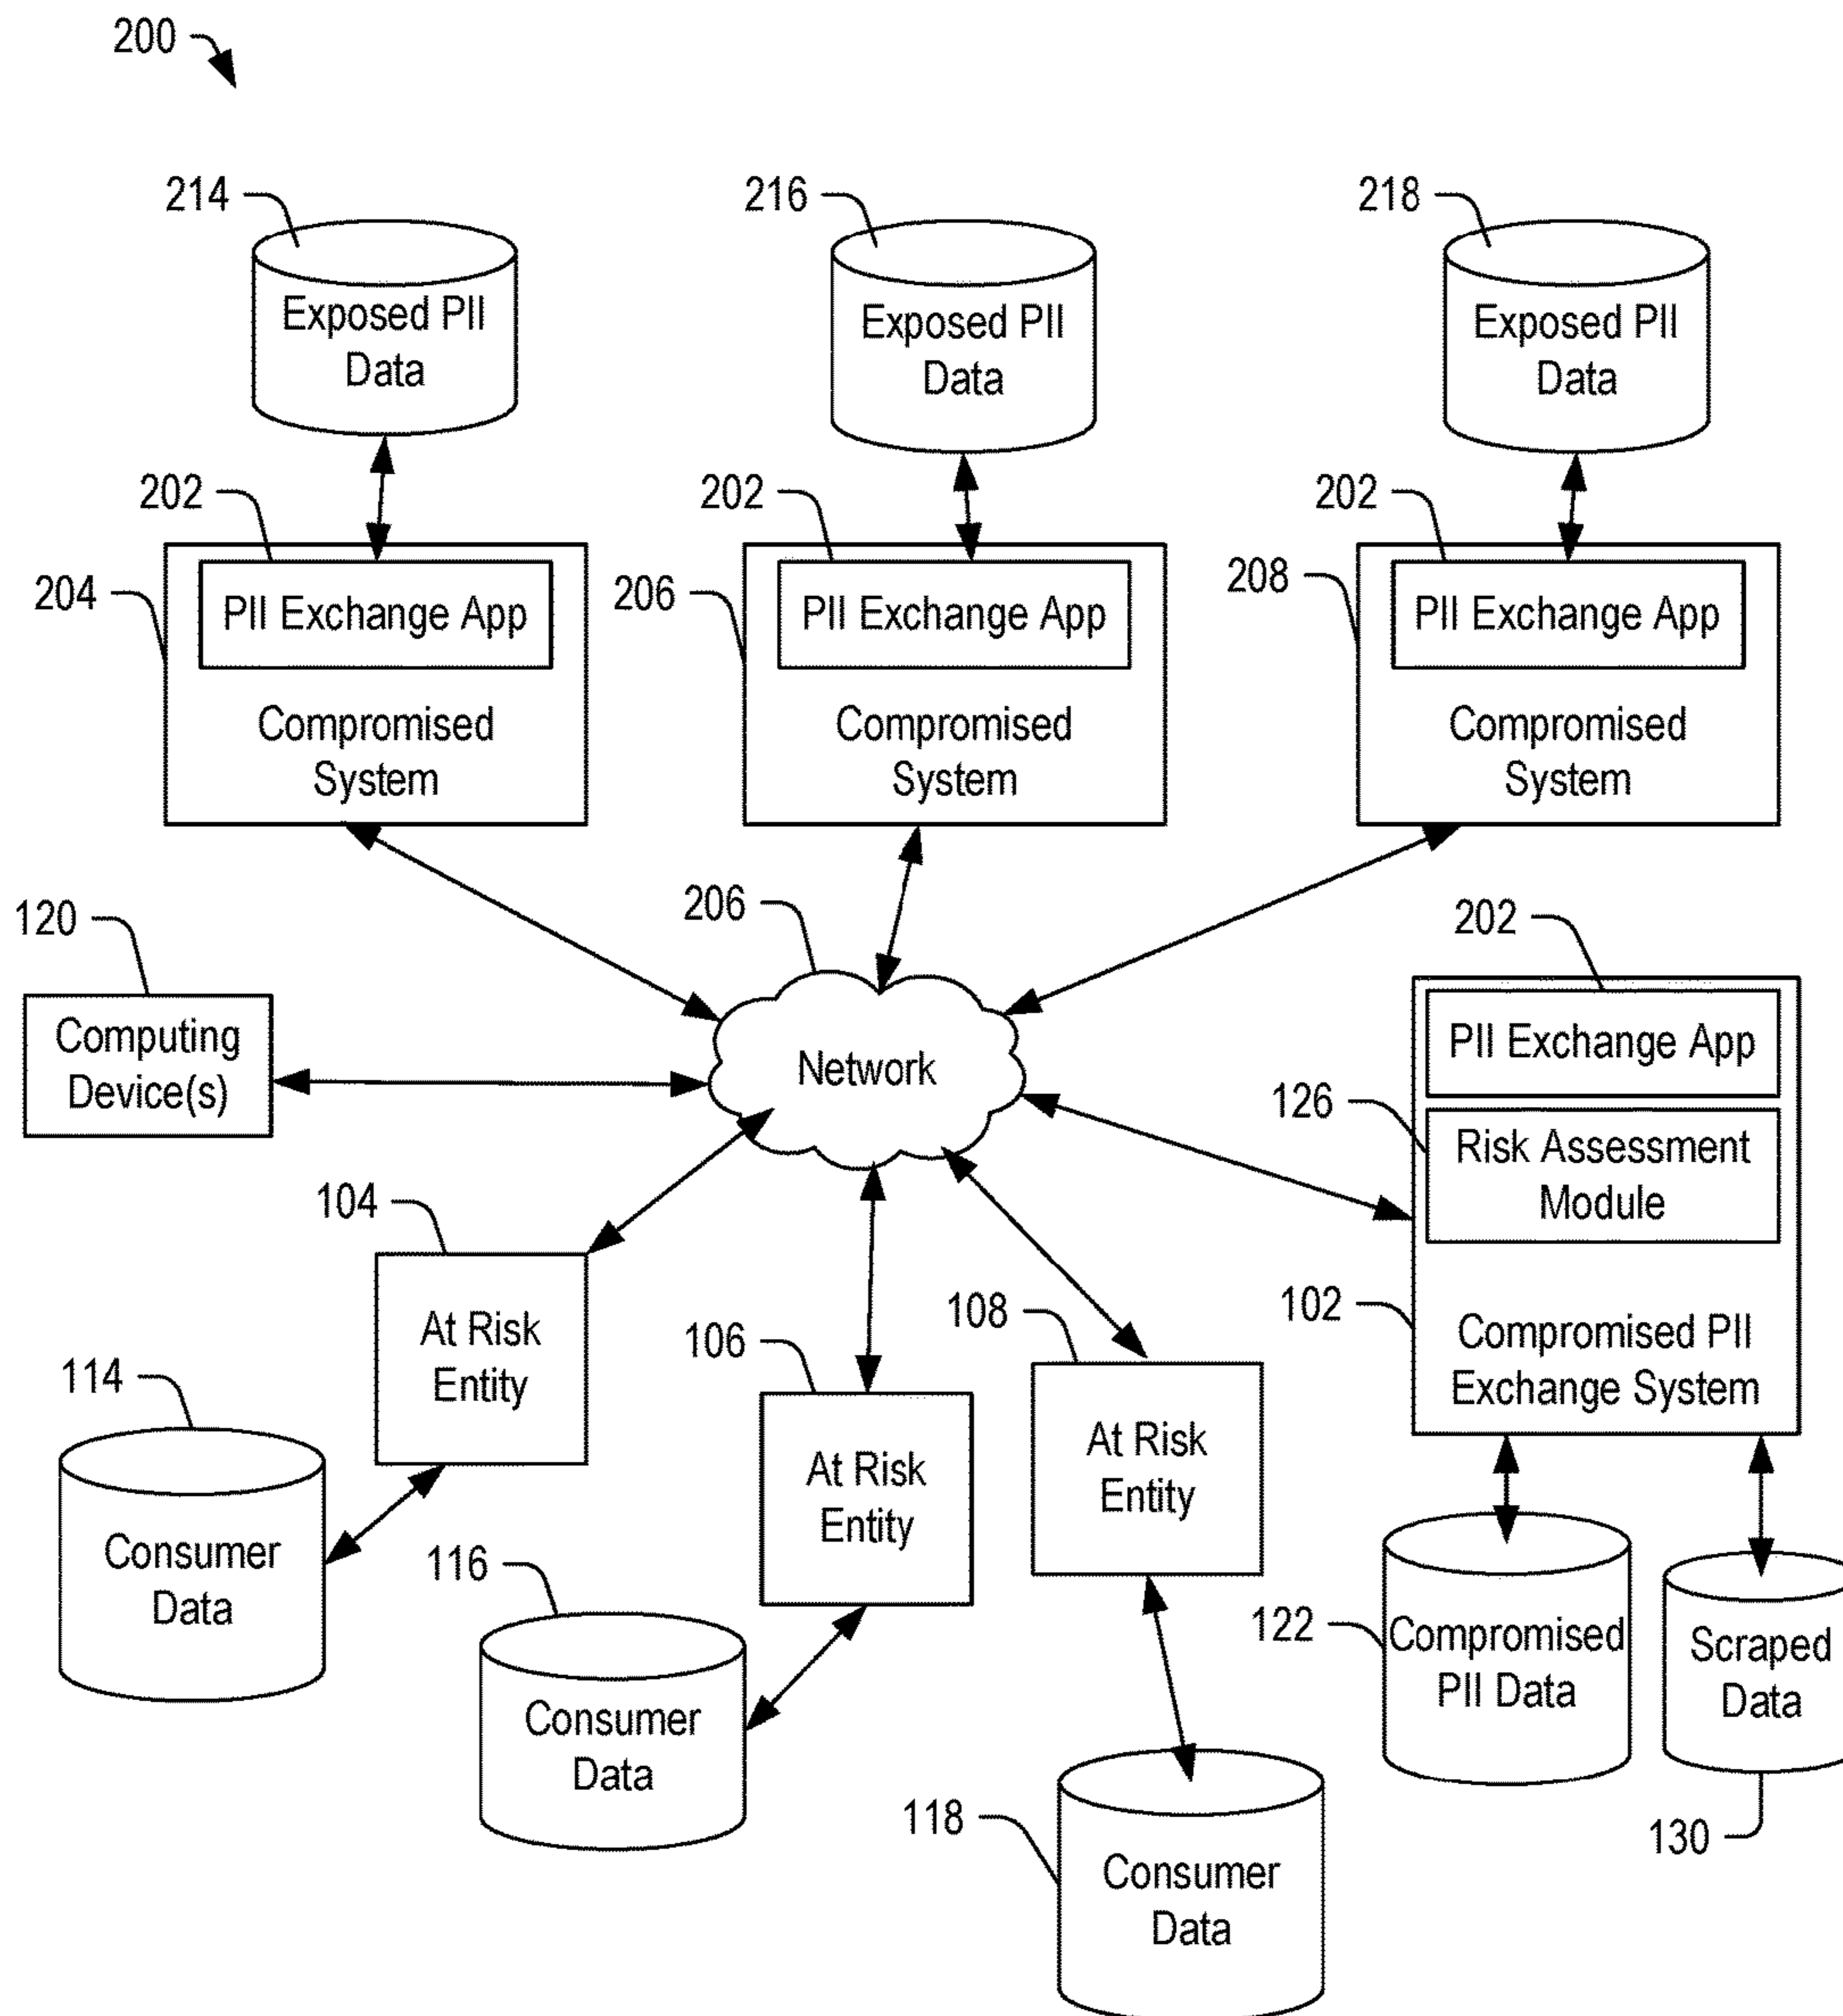 200
214
216
218
Exposed PII
Data
Exposed PII
Data
Exposed PII
Data
202
202
202
204
206
208
PII Exchange App
PII Exchange App
PII Exchange App
Compromised
System
Compromised
System
Compromised
System
120
206
202
Computing
Device(s)
Network
PII Exchange App
126
Risk Assessment
Module
104
At Risk
Entity
106
At Risk
Entity
108
At Risk
Entity
102
Compromised PII
Exchange System
114
Consumer
Data
116
Consumer
Data
118
Consumer
Data
122
Compromised
PII Data
Scraped
Data
130